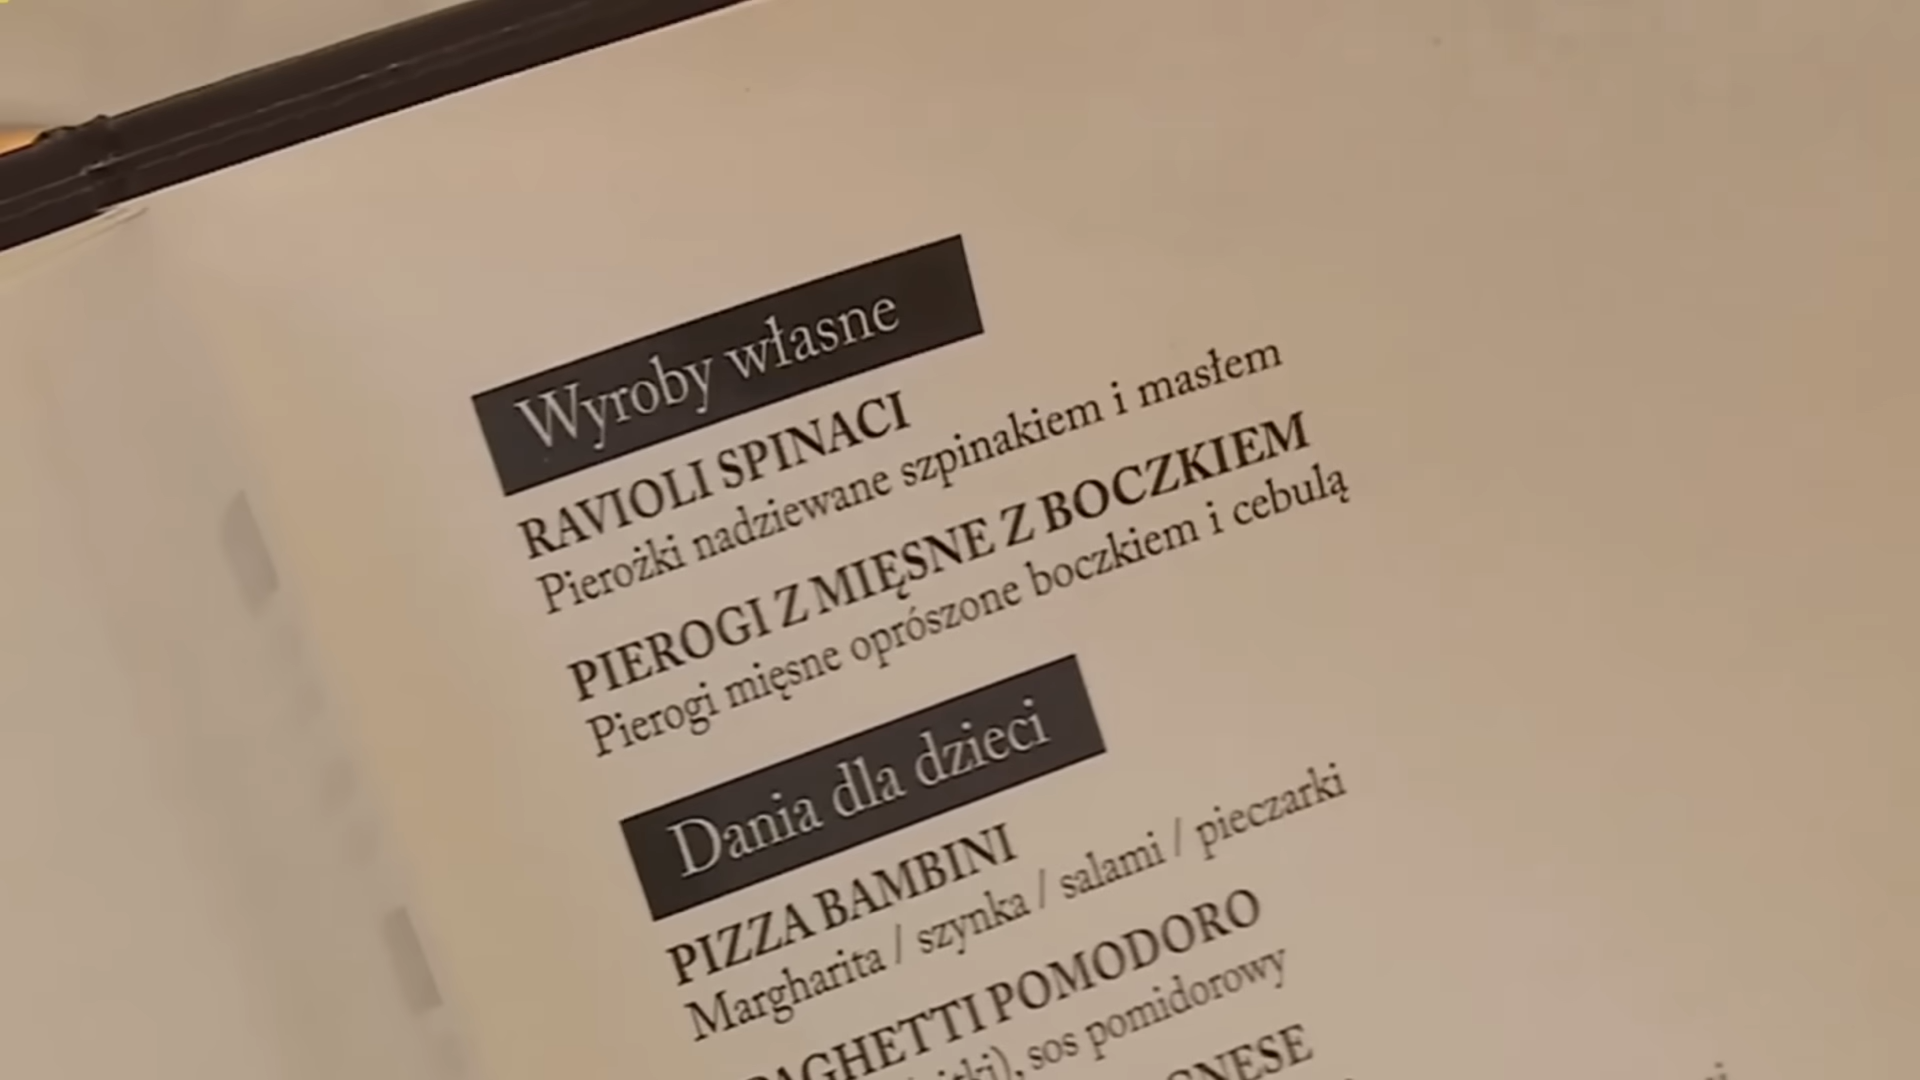 Wyroby własne
RAVIOLI SPINACI
Pierożki nadziewane szpinakiem i masłem
PIEROGI Z MIĘSNE Z BOCZKIEM
Pierogi mięsne oprószone boczkiem i cebulą
Dania dla dzieci
PIZZA BAMBINI
Margharita / szynka / salami / pieczarki
POMODORO
sos pomidorowy